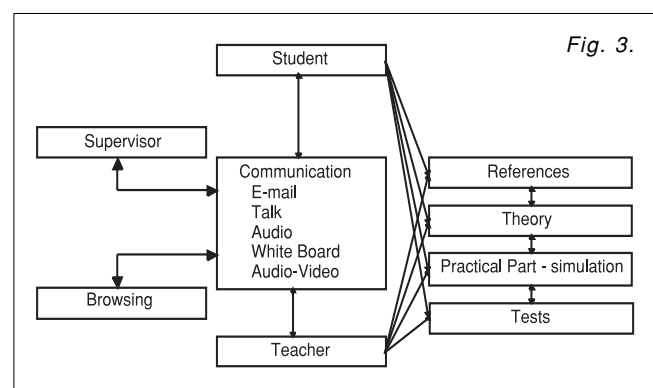 Fig. 3.
Student
Supervisor
Communication
E-mail
Talk
Audio
White Board
Audio-Video
Browsing
Teacher
References
Theory
Practical Part - simulation
Tests